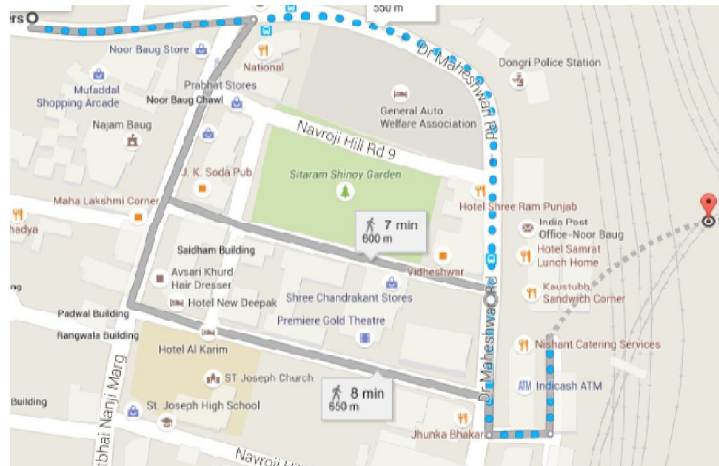 550 m
ers
Noor Baug Store
National
Dr Maheshwari Rd
Dongri Police Station
Mufaddal
Shopping Arcade
Prabhat Stores
Noor Baug Chawl
General Auto
Welfare Association
Najam Baug
Navroji Hill Rd 9
J. K. Soda Pub
Sitaram Shinoy Garden
Maha Lakshmi Corner
Hotel Shree Ram Punjab
hadya
7 min
600 m
India Post
Office-Noor Baug
Saidham Building
Vidheshwar
Hotel Samrat
Lunch Home
Avsari Khurd
Hair Dresser
Shree Chandrakant Stores
Kaustubh
Sandwich Corner
Hotel New Deepak
Padwal Building
Premiere Gold Theatre
Dr Maheshwari Rd
Rangwala Building
Hotel Al Karim
Nishant Catering Services
ST Joseph Church
8 min
650 m
ATM Indicash ATM
Building
St. Joseph High School
bhai Nanji Marg
Jhunka Bhakar
Navroji